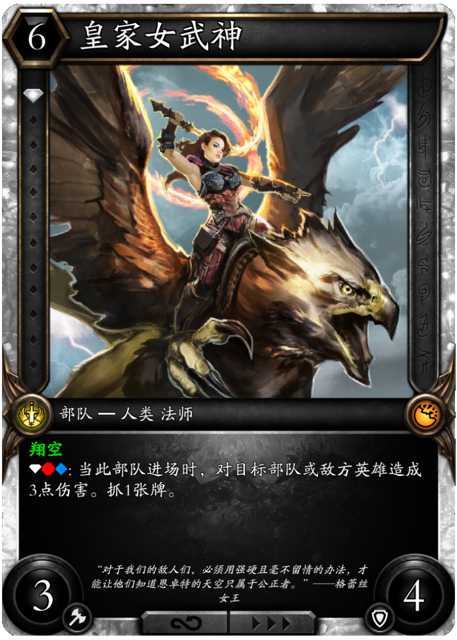 6 皇家女武神
部队 — 人类 法师
翔空
: 当此部队进场时，对目标部队或敌方英雄造成
3点伤害。抓1张牌。
"对于我们的敌人们、必须用强硬且毫不留情的办法，才
能让他们知道恩卓特的天空只属于公正者。" ——格蕾丝
女王
3 4